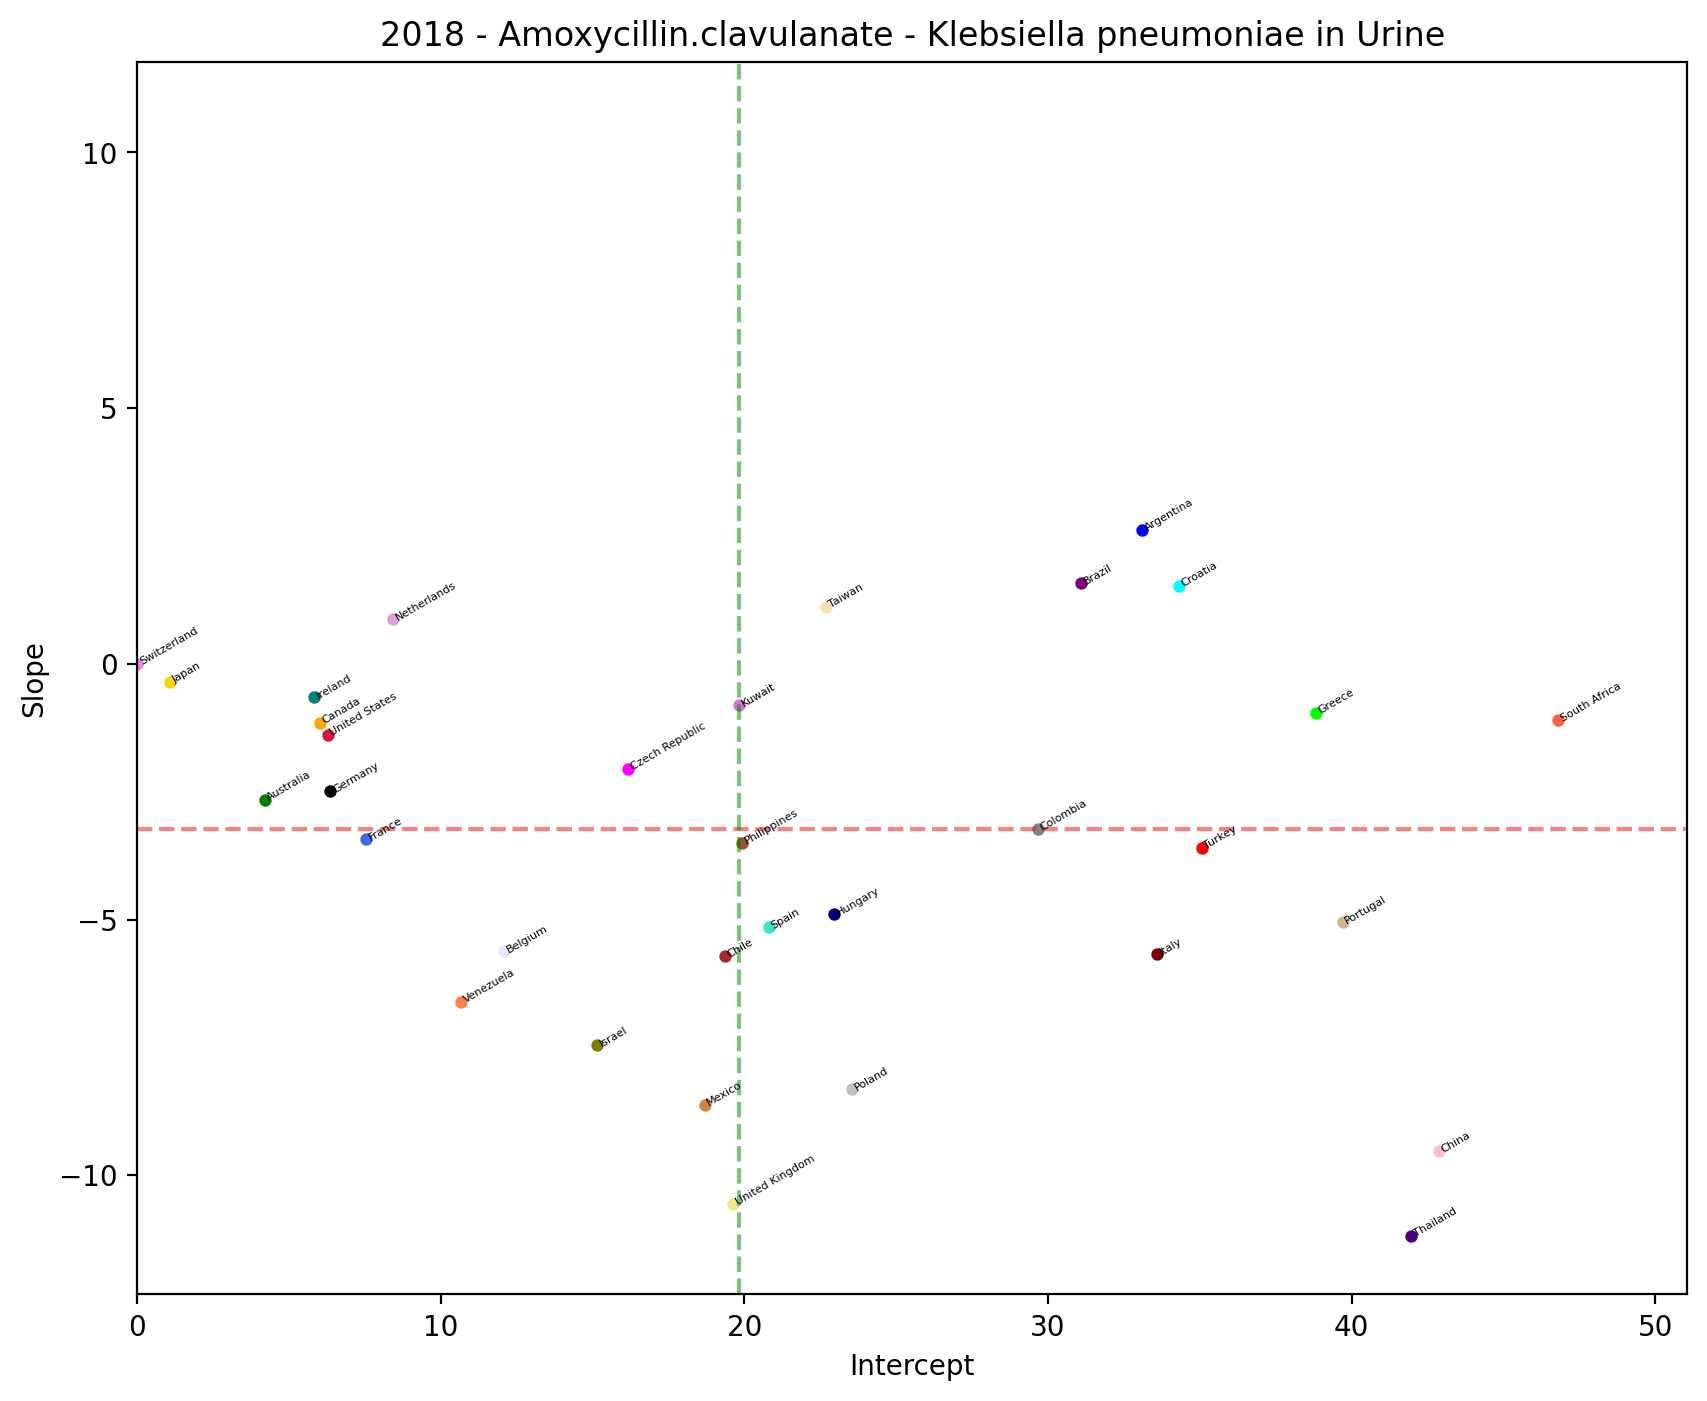 2018 - Amoxycillin.clavulanate - Klebsiella pneumoniae in Urine
10
5
0
−5
−10
Slope
Argentina
Brazil
Croatia
Taiwan
Netherlands
Switzerland
Japan
Ireland
Canada
United States
Kuwait
Greece
South Africa
Czech Republic
Australia
Germany
France
Philippines
Colombia
Turkey
Hungary
Spain
Portugal
Belgium
Chile
Italy
Venezuela
Israel
Poland
Mexico
China
United Kingdom
Thailand
0
10
20
30
40
50
Intercept